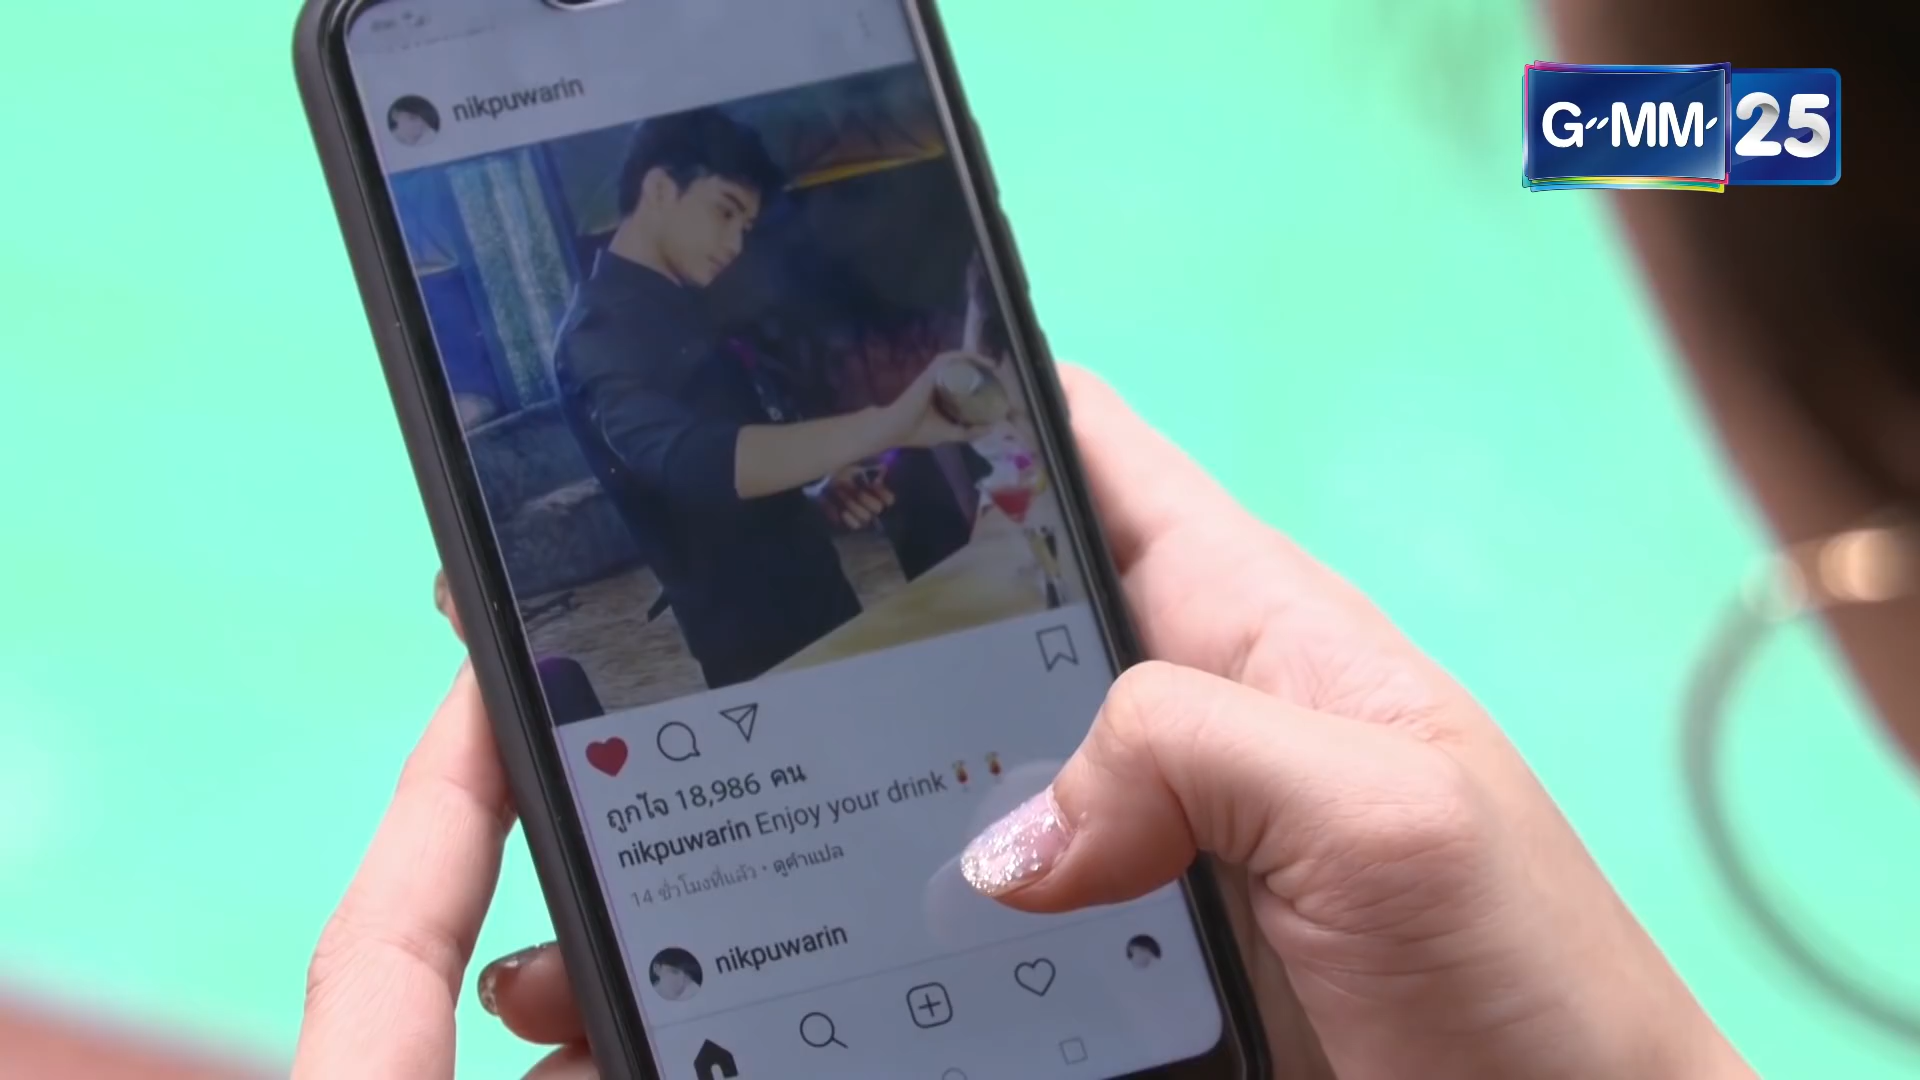 nikpuwarin
G-MM 25
ถูกใจ 18,986 คน
nikpuwarin Enjoy your drink
14 ชั่วโมงที่แล้ว • ดูคำแปล
nikpuwarin